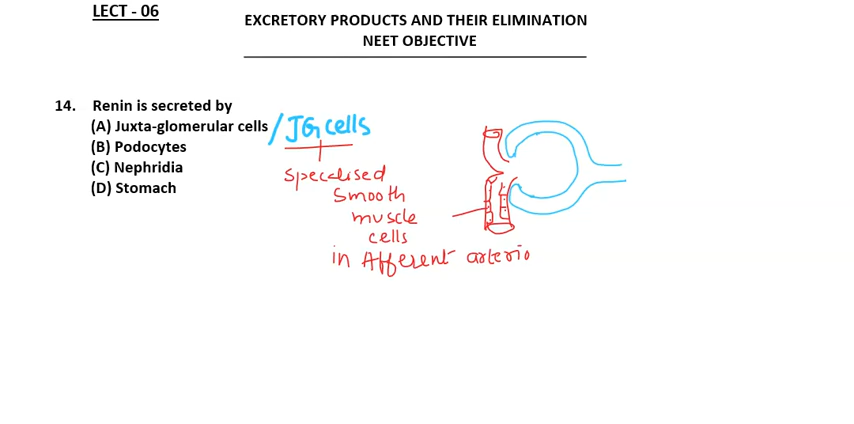 LECT - 06
EXCRETORY PRODUCTS AND THEIR ELIMINATION
NEET OBJECTIVE
14. Renin is secreted by
(A) Juxta-glomerular cells / JG cells
(B) Podocytes
(C) Nephridia
(D) Stomach
specalised
smooth
muscle
cells
in Afferent arterio